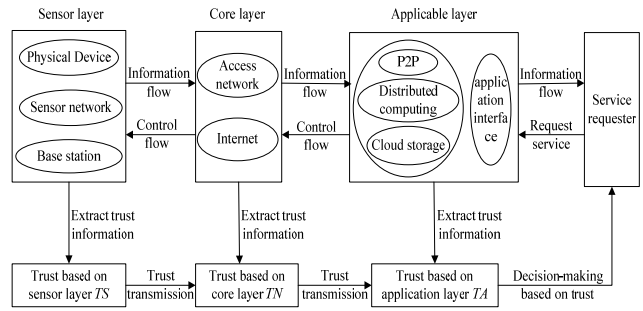 Sensor layer
Core layer
Applicable layer
Physical Device
Sensor network
Base station
Information
flow
Control
flow
Access
network
Internet
Information
flow
Control
flow
P2P
Distributed
computing
Cloud storage
application
interfa
ce
Information
flow
Request
service
Service
requester
Extract trust
information
Extract trust
information
Extract trust
information
Trust based on
sensor layer TS
Trust
transmission
Trust based on
core layer TN
Trust
transmission
Trust based on
application layer TA
Decision-making
based on trust